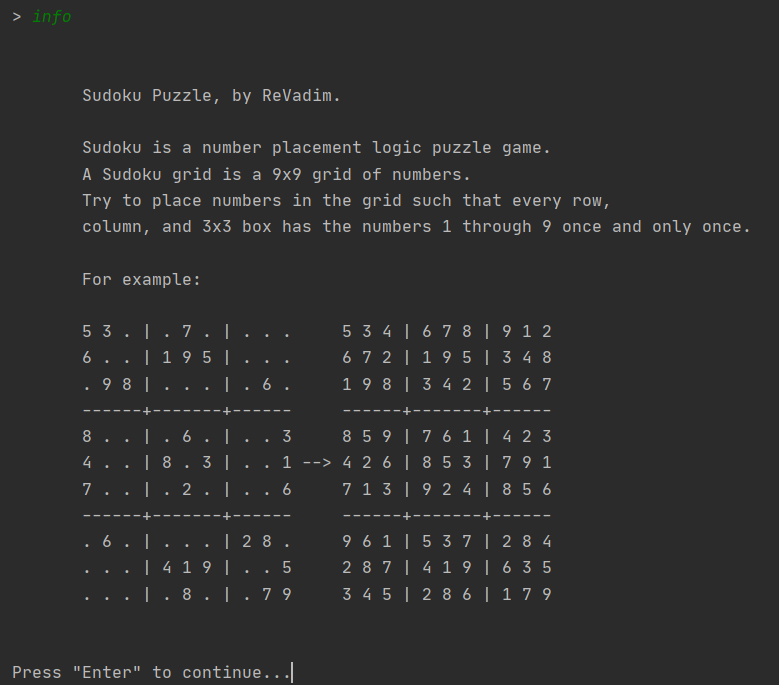 > info
Sudoku Puzzle, by ReVadim.
Sudoku is a number placement logic puzzle game.
A Sudoku grid is a 9x9 grid of numbers.
Try to place numbers in the grid such that every row,
column, and 3x3 box has the numbers 1 through 9 once and only once.
For example:
5 3 . | . 7 . | . . .     5 3 4 | 6 7 8 | 9 1 2
6 . . | 1 9 5 | . . .     6 7 2 | 1 9 5 | 3 4 8
. 9 8 | . . . | . 6 .     1 9 8 | 3 4 2 | 5 6 7
------+-------+------     ------+-------+------
8 . . | . 6 . | . . 3     8 5 9 | 7 6 1 | 4 2 3
4 . . | 8 . 3 | . . 1 --> 4 2 6 | 8 5 3 | 7 9 1
7 . . | . 2 . | . . 6     7 1 3 | 9 2 4 | 8 5 6
------+-------+------     ------+-------+------
. 6 . | . . . | 2 8 .     9 6 1 | 5 3 7 | 2 8 4
. . . | 4 1 9 | . . 5     2 8 7 | 4 1 9 | 6 3 5
. . . | . 8 . | . 7 9     3 4 5 | 2 8 6 | 1 7 9
Press "Enter" to continue...